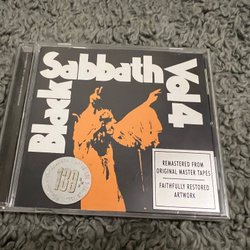 Black
Sabbath
Vol 4
REMASTERED FROM
ORIGINAL MASTER TAPES
FAITHFULLY RESTORED
ARTWORK